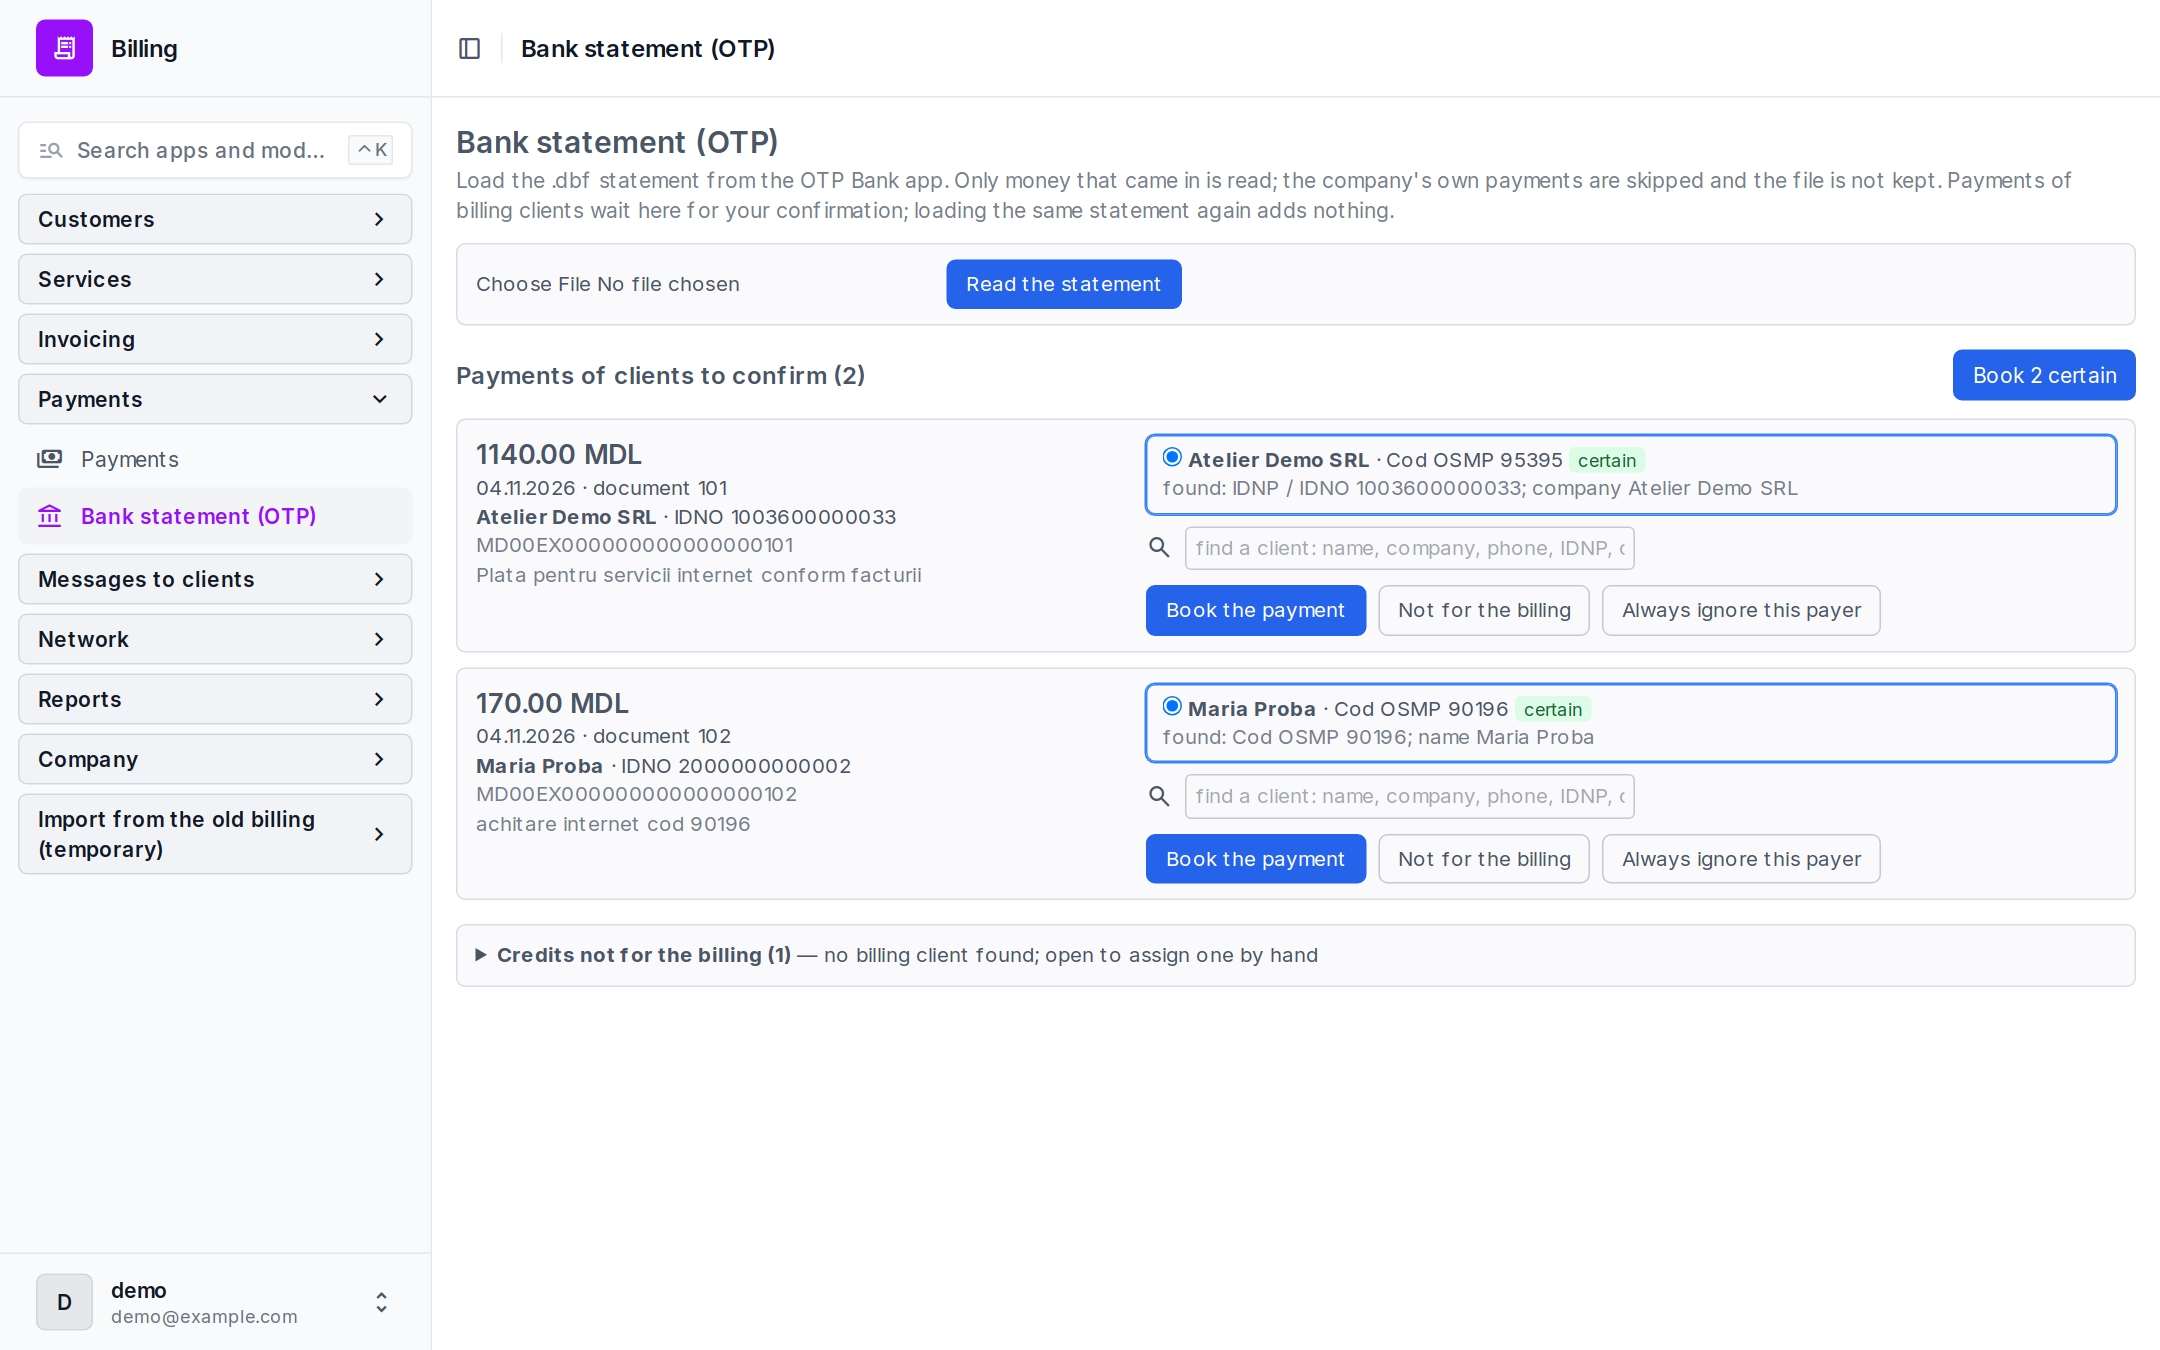 Billing
Bank statement (OTP)
Search apps and mod...
^K
Customers
Services
Invoicing
Payments
Payments
Bank statement (OTP)
Messages to clients
Network
Reports
Company
Import from the old billing
(temporary)
D
demo
demo@example.com
Bank statement (OTP)
Load the .dbf statement from the OTP Bank app. Only money that came in is read; the company's own payments are skipped and the file is not kept. Payments of
billing clients wait here for your confirmation; loading the same statement again adds nothing.
Choose File No file chosen
Read the statement
Payments of clients to confirm (2)
Book 2 certain
1140.00 MDL
04.11.2026 · document 101
Atelier Demo SRL · IDNO 1003600000033
MD00EX000000000000000101
Plata pentru servicii internet conform facturii
Atelier Demo SRL · Cod OSMP 95395 certain
found: IDNP / IDNO 1003600000033; company Atelier Demo SRL
find a client: name, company, phone, IDNP,
Book the payment
Not for the billing
Always ignore this payer
170.00 MDL
04.11.2026 · document 102
Maria Proba · IDNO 2000000000002
MD00EX000000000000000102
achitare internet cod 90196
Maria Proba · Cod OSMP 90196 certain
found: Cod OSMP 90196; name Maria Proba
find a client: name, company, phone, IDNP,
Book the payment
Not for the billing
Always ignore this payer
Credits not for the billing (1) — no billing client found; open to assign one by hand